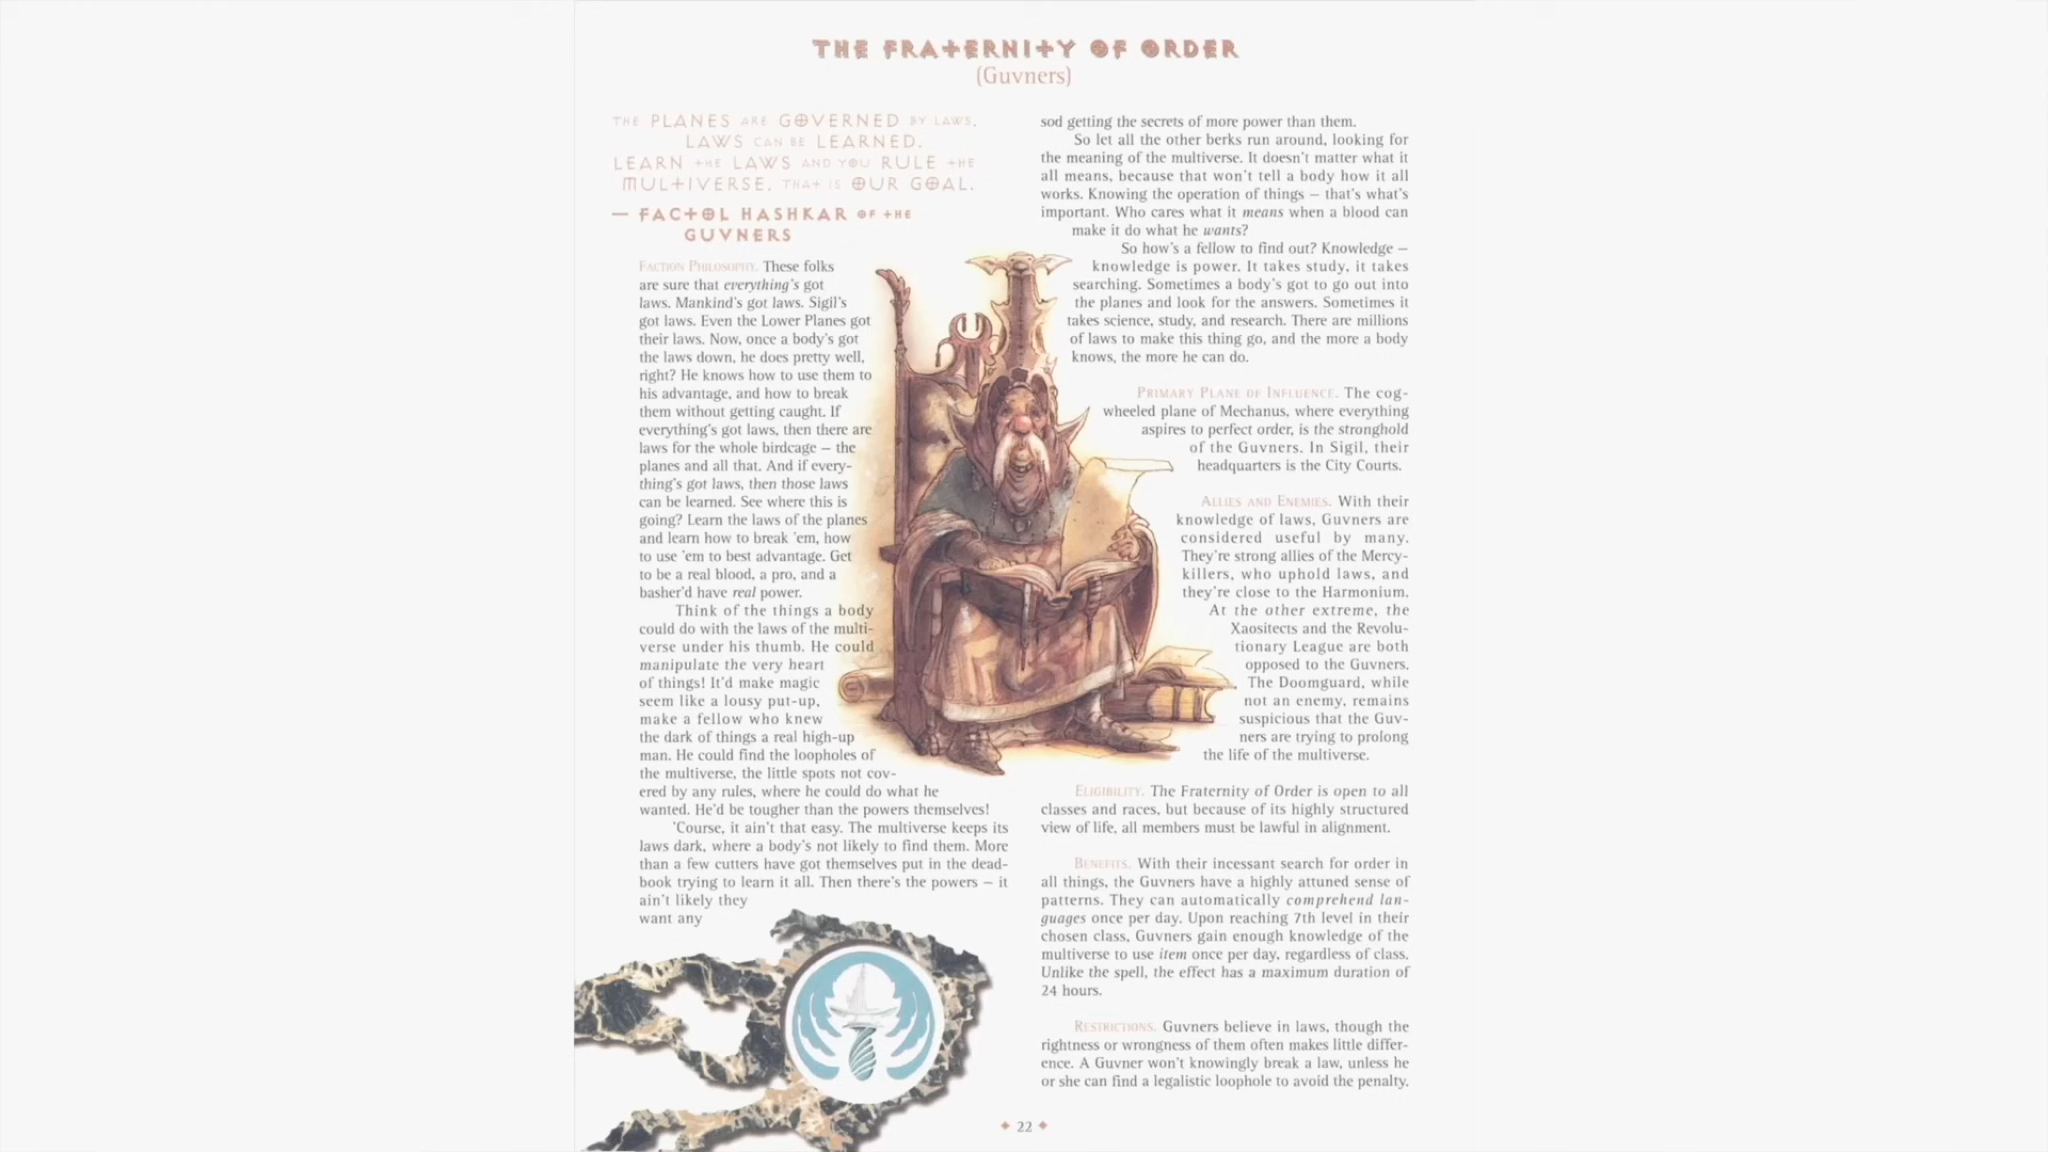 THE FRATERNITY OF ORDER
(Guvners)
THE PLANES ARE GOVERNED BY LAWS.
LAWS CAN BE LEARNED.
LEARN THE LAWS AND YOU RULE THE
MULTIVERSE. THAT IS OUR GOAL.
— FACTOL HASHKAR OF THE
GUVNERS
FACTION PHILOSOPHY. These folks
are sure that everything's got
laws. Mankind's got laws. Sigil's
got laws. Even the Lower Planes got
their laws. Now, once a body's got
the laws down, he does pretty well,
right? He knows how to use them to
his advantage, and how to break
them without getting caught. If
everything's got laws, then there are
laws for the whole birdcage – the
planes and all that. And if every-
thing's got laws, then those laws
can be learned. See where this is
going? Learn the laws of the planes
and learn how to break 'em, how
to use 'em to best advantage. Get
to be a real blood, a pro, and a
basher'd have real power.
Think of the things a body
could do with the laws of the multi-
verse under his thumb. He could
manipulate the very heart
of things! It'd make magic
seem like a lousy put-up,
make a fellow who knew
the dark of things a real high-up
man. He could find the loopholes of
the multiverse, the little spots not cov-
ered by any rules, where he could do what he
wanted. He'd be tougher than the powers themselves!
'Course, it ain't that easy. The multiverse keeps its
laws dark, where a body's not likely to find them. More
than a few cutters have got themselves put in the dead-
book trying to learn it all. Then there's the powers – it
ain't likely they
want any
sod getting the secrets of more power than them.
So let all the other berks run around, looking for
the meaning of the multiverse. It doesn't matter what it
all means, because that won't tell a body how it all
works. Knowing the operation of things – that's what's
important. Who cares what it means when a blood can
make it do what he wants?
So how's a fellow to find out? Knowledge –
knowledge is power. It takes study, it takes
searching. Sometimes a body's got to go out into
the planes and look for the answers. Sometimes it
takes science, study, and research. There are millions
of laws to make this thing go, and the more a body
knows, the more he can do.
PRIMARY PLANE OF INFLUENCE. The cog-
wheeled plane of Mechanus, where everything
aspires to perfect order, is the stronghold
of the Guvners. In Sigil, their
headquarters is the City Courts.
ALLIES AND ENEMIES. With their
knowledge of laws, Guvners are
considered useful by many.
They're strong allies of the Mercy-
killers, who uphold laws, and
they're close to the Harmonium.
At the other extreme, the
Xaositects and the Revolu-
tionary League are both
opposed to the Guvners.
The Doomguard, while
not an enemy, remains
suspicious that the Guv-
ners are trying to prolong
the life of the multiverse.
ELIGIBILITY. The Fraternity of Order is open to all
classes and races, but because of its highly structured
view of life, all members must be lawful in alignment.
BENEFITS. With their incessant search for order in
all things, the Guvners have a highly attuned sense of
patterns. They can automatically comprehend lan-
guages once per day. Upon reaching 7th level in their
chosen class, Guvners gain enough knowledge of the
multiverse to use item once per day, regardless of class.
Unlike the spell, the effect has a maximum duration of
24 hours.
RESTRICTIONS. Guvners believe in laws, though the
rightness or wrongness of them often makes little differ-
ence. A Guvner won't knowingly break a law, unless he
or she can find a legalistic loophole to avoid the penalty.
22